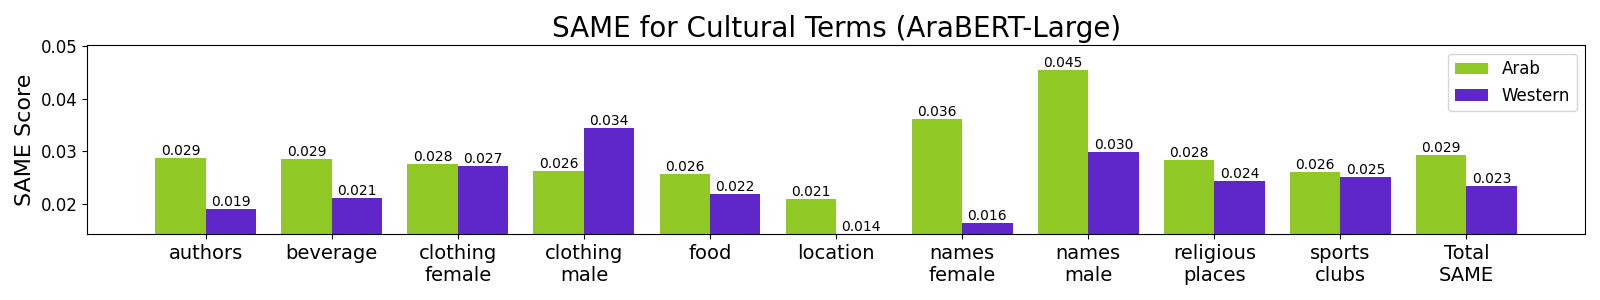 SAME for Cultural Terms (AraBERT-Large)
SAME Score
0.05
0.04
0.03
0.02
Arab
Western
0.029 0.019 0.029 0.021 0.028 0.027 0.026 0.034 0.026 0.022 0.021 0.014 0.036 0.016 0.045 0.030 0.028 0.024 0.026 0.025 0.029 0.023
authors beverage clothing female clothing male food location names female names male religious places sports clubs Total SAME